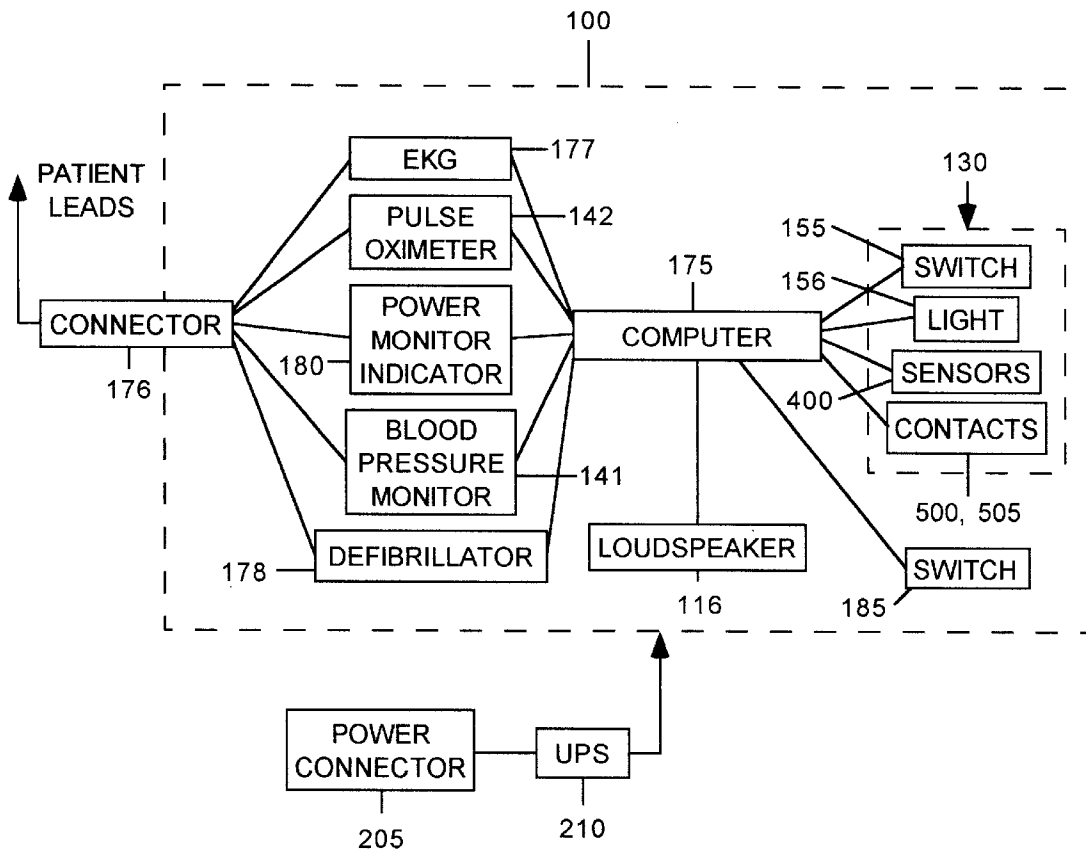 100
EKG
177
130
PATIENT
LEADS
PULSE
OXIMETER
142
155
SWITCH
175
156
CONNECTOR
POWER
MONITOR
INDICATOR
COMPUTER
LIGHT
176
180
SENSORS
400
BLOOD
PRESSURE
MONITOR
CONTACTS
141
500, 505
DEFIBRILLATOR
LOUDSPEAKER
SWITCH
178
116
185
POWER
CONNECTOR
UPS
205
210